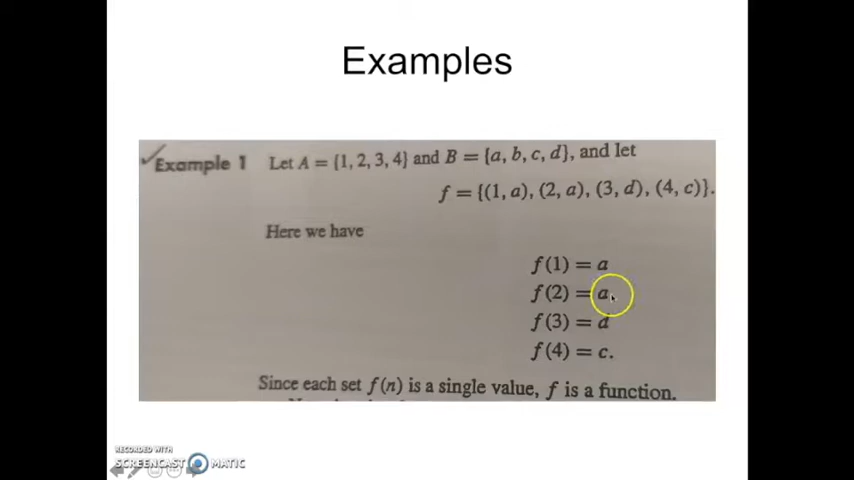 Examples
Example 1 Let A = {1, 2, 3, 4} and B = {a, b, c, d}, and let
f = {(1, a), (2, a), (3, d), (4, c)}.
Here we have
f(1) = a
f(2) = a
f(3) = d
f(4) = c.
Since each set f(n) is a single value, f is a function.
RECORDED WITH
SCREENCAST MATIC